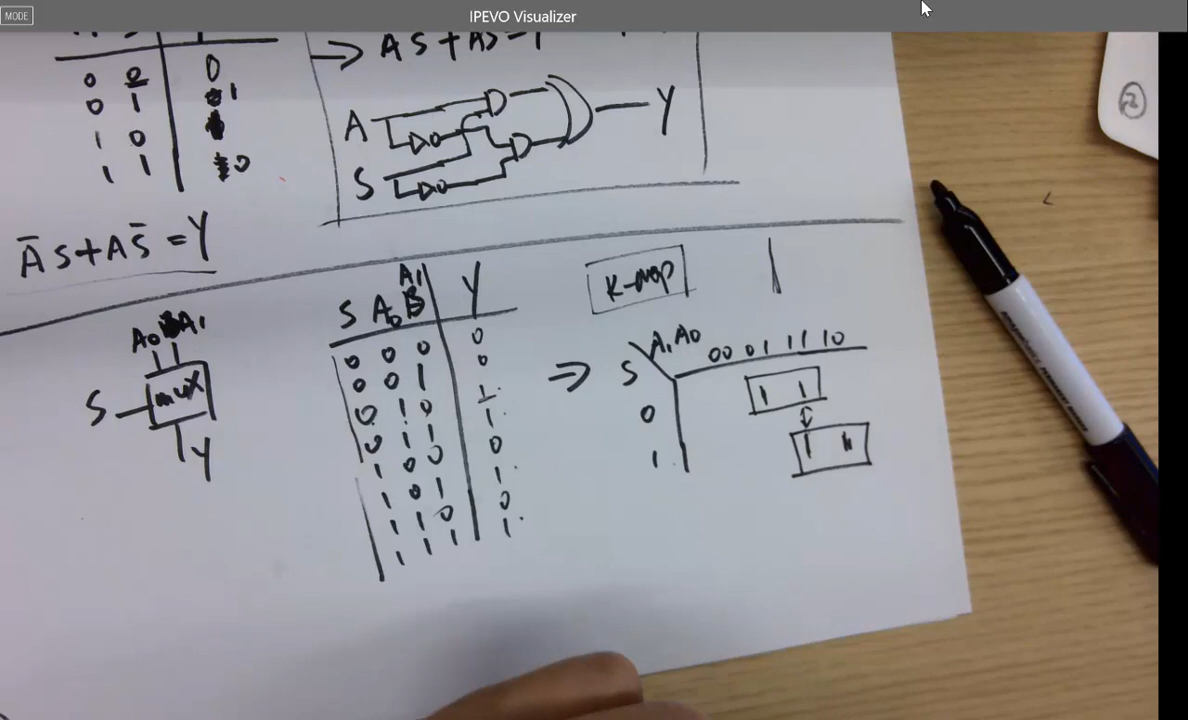 MODE
IPEVO Visualizer
⇒ AS + AS = Y
0 0 0
0 1 1
1 0
1 1 0
A
S
Y
2
ĀS + AS̄ = Y
A0 A1
S
mux
Y
S A0 A1 Y
0 0 0 0
0 0 1 0
0 1 0 1
0 1 1 1
1 0 0 0
1 0 1 1
1 1 0 0
1 1 1 1
K-map
⇒ S A1A0 00 01 11 10
0 1 1
1 1 1